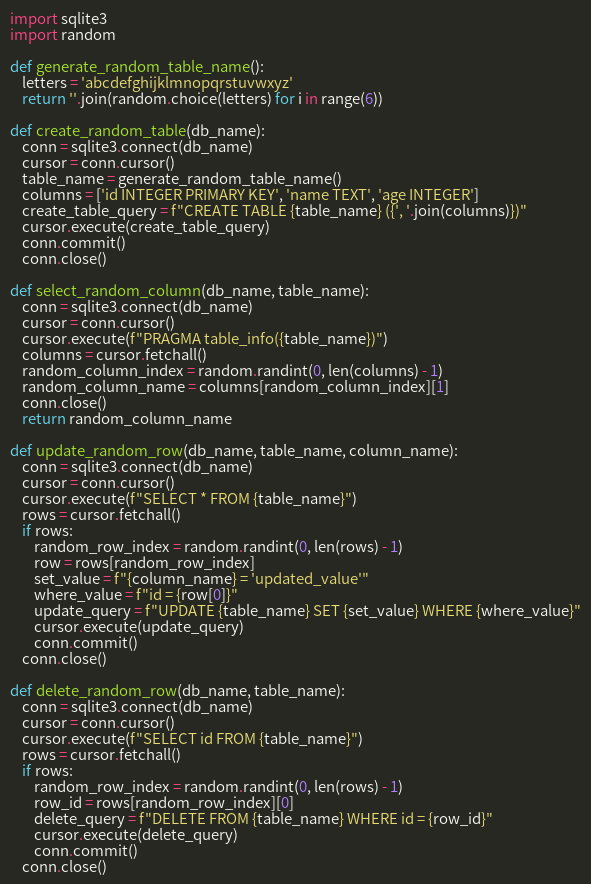 import sqlite3
import random

def generate_random_table_name():
    letters = 'abcdefghijklmnopqrstuvwxyz'
    return ''.join(random.choice(letters) for i in range(6))

def create_random_table(db_name):
    conn = sqlite3.connect(db_name)
    cursor = conn.cursor()
    table_name = generate_random_table_name()
    columns = ['id INTEGER PRIMARY KEY', 'name TEXT', 'age INTEGER']
    create_table_query = f"CREATE TABLE {table_name} ({', '.join(columns)})"
    cursor.execute(create_table_query)
    conn.commit()
    conn.close()

def select_random_column(db_name, table_name):
    conn = sqlite3.connect(db_name)
    cursor = conn.cursor()
    cursor.execute(f"PRAGMA table_info({table_name})")
    columns = cursor.fetchall()
    random_column_index = random.randint(0, len(columns) - 1)
    random_column_name = columns[random_column_index][1]
    conn.close()
    return random_column_name

def update_random_row(db_name, table_name, column_name):
    conn = sqlite3.connect(db_name)
    cursor = conn.cursor()
    cursor.execute(f"SELECT * FROM {table_name}")
    rows = cursor.fetchall()
    if rows:
        random_row_index = random.randint(0, len(rows) - 1)
        row = rows[random_row_index]
        set_value = f"{column_name} = 'updated_value'"
        where_value = f"id = {row[0]}"
        update_query = f"UPDATE {table_name} SET {set_value} WHERE {where_value}"
        cursor.execute(update_query)
        conn.commit()
    conn.close()

def delete_random_row(db_name, table_name):
    conn = sqlite3.connect(db_name)
    cursor = conn.cursor()
    cursor.execute(f"SELECT id FROM {table_name}")
    rows = cursor.fetchall()
    if rows:
        random_row_index = random.randint(0, len(rows) - 1)
        row_id = rows[random_row_index][0]
        delete_query = f"DELETE FROM {table_name} WHERE id = {row_id}"
        cursor.execute(delete_query)
        conn.commit()
    conn.close()